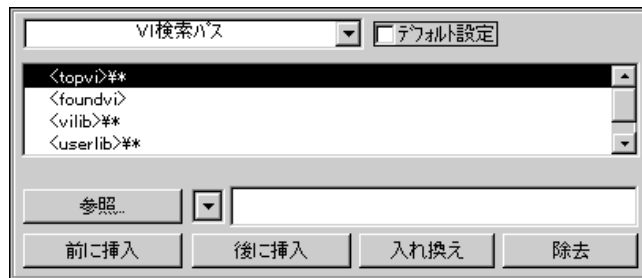 VI検索パス
デフォルト設定
<topvi>¥*
<foundvi>
<vilib>¥*
<userlib>¥*
参照...
前に挿入 後に挿入 入れ換え 除去